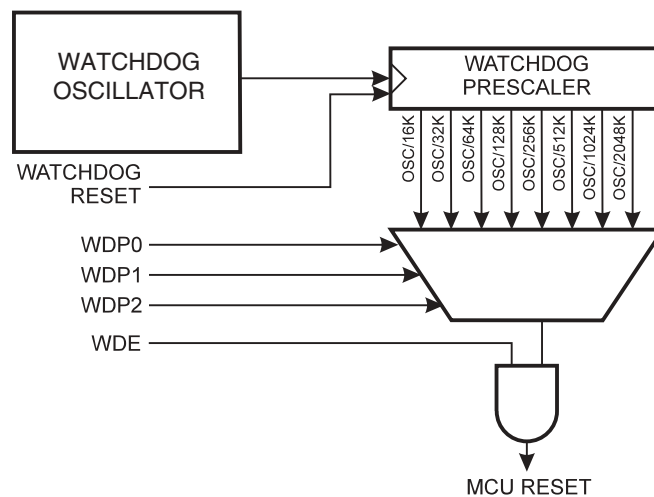 WATCHDOG
OSCILLATOR
WATCHDOG
PRESCALER
OSC/16K
OSC/32K
OSC/64K
OSC/128K
OSC/256K
OSC/512K
OSC/1024K
OSC/2048K
WATCHDOG
RESET
WDP0
WDP1
WDP2
WDE
MCU RESET